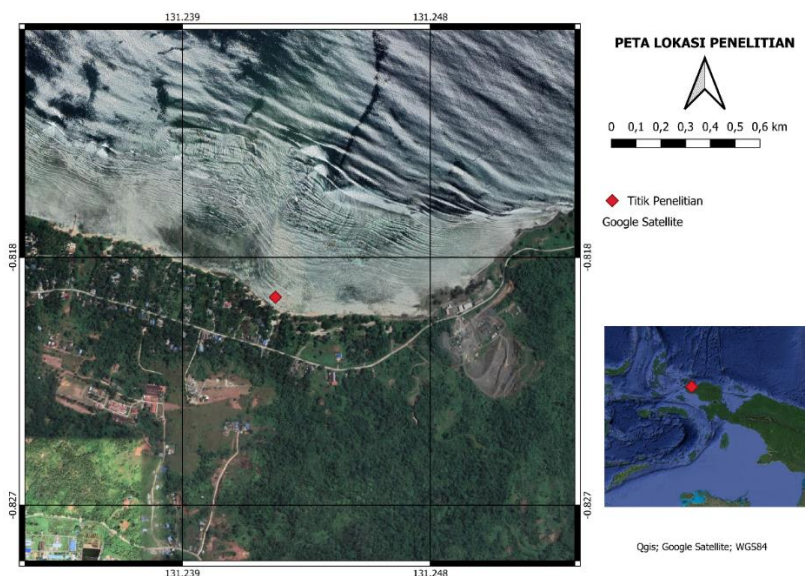 131.239 131.248
-0.818 -0.818
-0.827 -0.827
131.239 131.248
PETA LOKASI PENELITIAN
0 0,1 0,2 0,3 0,4 0,5 0,6 km
Titik Penelitian
Google Satellite
Qgis; Google Satellite; WGS84